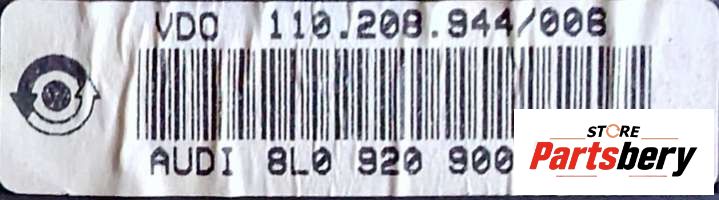 VDO 110.208.944/008
AUDI 8L0 920 900
STORE
Partsbery